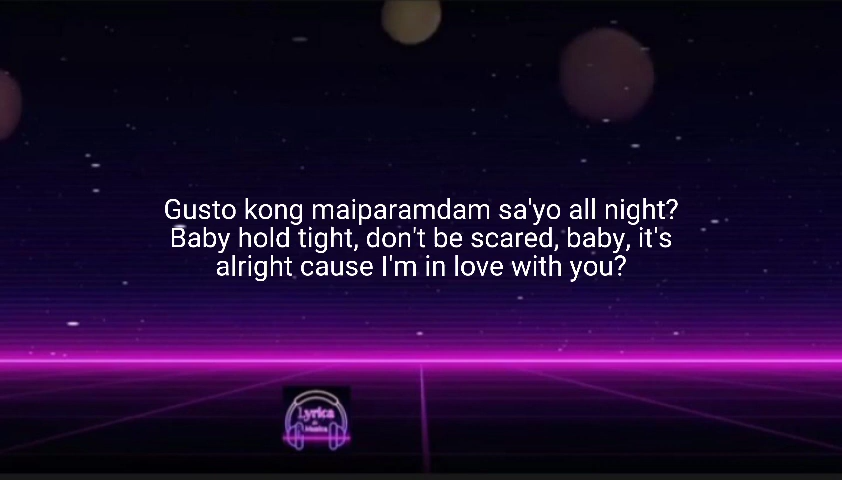 Gusto kong maiparamdam sa'yo all night?
Baby hold tight, don't be scared, baby, it's
alright cause I'm in love with you?
Lyrica